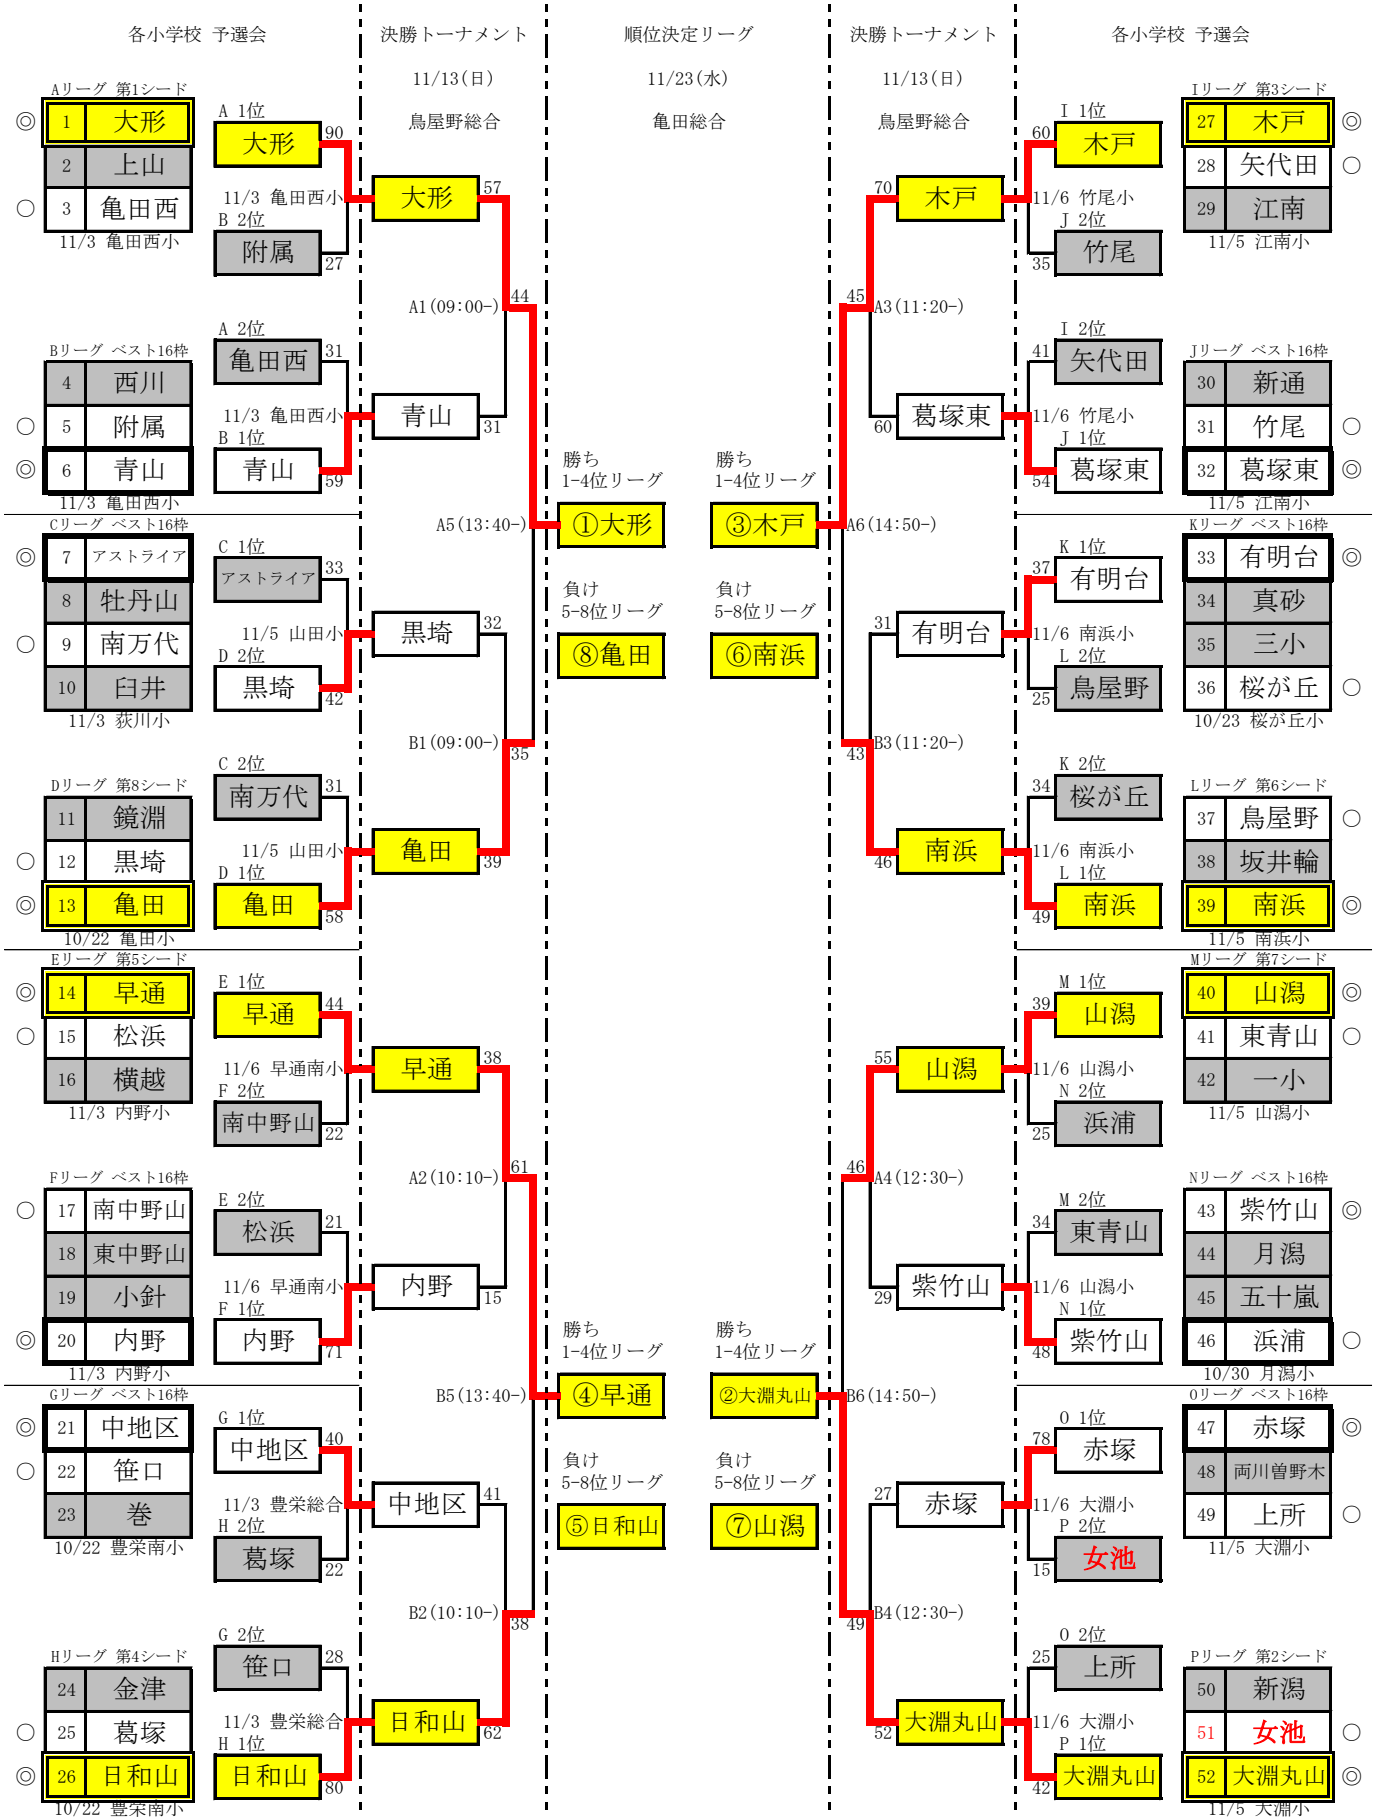 各小学校 予選会
決勝トーナメント
11/13(日)
鳥屋野総合
順位決定リーグ
11/23(水)
亀田総合
決勝トーナメント
11/13(日)
鳥屋野総合
各小学校 予選会
Aリーグ 第1シード
◎ 1 大形
2 上山
○ 3 亀田西
11/3 亀田西小
Bリーグ ベスト16枠
4 西川
○ 5 附属
◎ 6 青山
11/3 亀田西小
Cリーグ ベスト16枠
◎ 7 アストライア
8 牡丹山
○ 9 南万代
10 臼井
11/3 荻川小
Dリーグ 第8シード
11 鏡淵
○ 12 黒埼
◎ 13 亀田
10/22 亀田小
Eリーグ 第5シード
◎ 14 早通
○ 15 松浜
16 横越
11/3 内野小
Fリーグ ベスト16枠
○ 17 南中野山
18 東中野山
19 小針
◎ 20 内野
11/3 内野小
Gリーグ ベスト16枠
◎ 21 中地区
○ 22 笹口
23 巻
10/22 豊栄南小
Hリーグ 第4シード
24 金津
○ 25 葛塚
◎ 26 日和山
10/22 豊栄南小
A 1位
大形 90
11/3 亀田西小
B 2位
附属 27
A 2位
亀田西 31
11/3 亀田西小
B 1位
青山 59
C 1位
アストライア 33
11/5 山田小
D 2位
黒埼 42
C 2位
南万代 31
11/5 山田小
D 1位
亀田 58
E 1位
早通 44
11/6 早通南小
F 2位
南中野山 22
E 2位
松浜 21
11/6 早通南小
F 1位
内野 71
G 1位
中地区 40
11/3 豊栄総合
H 2位
葛塚 22
G 2位
笹口 28
11/3 豊栄総合
H 1位
日和山 80
大形 57
A1(09:00-) 44
青山 31
A5(13:40-)
黒埼 32
B1(09:00-) 35
亀田 39
早通 38
A2(10:10-) 61
内野 15
B5(13:40-)
中地区 41
B2(10:10-) 38
日和山 62
勝ち
1-4位リーグ
①大形
負け
5-8位リーグ
⑧亀田
勝ち
1-4位リーグ
③木戸
負け
5-8位リーグ
⑥南浜
勝ち
1-4位リーグ
④早通
負け
5-8位リーグ
⑤日和山
勝ち
1-4位リーグ
②大淵丸山
負け
5-8位リーグ
⑦山潟
70 木戸
45 A3(11:20-)
60 葛塚東
A6(14:50-)
31 有明台
43 B3(11:20-)
46 南浜
55 山潟
46 A4(12:30-)
29 紫竹山
B6(14:50-)
27 赤塚
49 B4(12:30-)
52 大淵丸山
I 1位
60 木戸
11/6 竹尾小
J 2位
35 竹尾
I 2位
41 矢代田
11/6 竹尾小
J 1位
54 葛塚東
K 1位
37 有明台
11/6 南浜小
L 2位
25 鳥屋野
K 2位
34 桜が丘
11/6 南浜小
L 1位
49 南浜
M 1位
39 山潟
11/6 山潟小
N 2位
25 浜浦
M 2位
34 東青山
11/6 山潟小
N 1位
48 紫竹山
O 1位
78 赤塚
11/6 大淵小
P 2位
15 女池
O 2位
25 上所
11/6 大淵小
P 1位
42 大淵丸山
Iリーグ 第3シード
27 木戸 ◎
28 矢代田 ○
29 江南
11/5 江南小
Jリーグ ベスト16枠
30 新通
31 竹尾 ○
32 葛塚東 ◎
11/5 江南小
Kリーグ ベスト16枠
33 有明台 ◎
34 真砂
35 三小
36 桜が丘 ○
10/23 桜が丘小
Lリーグ 第6シード
37 鳥屋野 ○
38 坂井輪
39 南浜 ◎
11/5 南浜小
Mリーグ 第7シード
40 山潟 ◎
41 東青山 ○
42 一小
11/5 山潟小
Nリーグ ベスト16枠
43 紫竹山 ◎
44 月潟
45 五十嵐
46 浜浦 ○
10/30 月潟小
Oリーグ ベスト16枠
47 赤塚 ◎
48 両川曽野木
49 上所 ○
11/5 大淵小
Pリーグ 第2シード
50 新潟
51 女池 ○
52 大淵丸山 ◎
11/5 大淵小